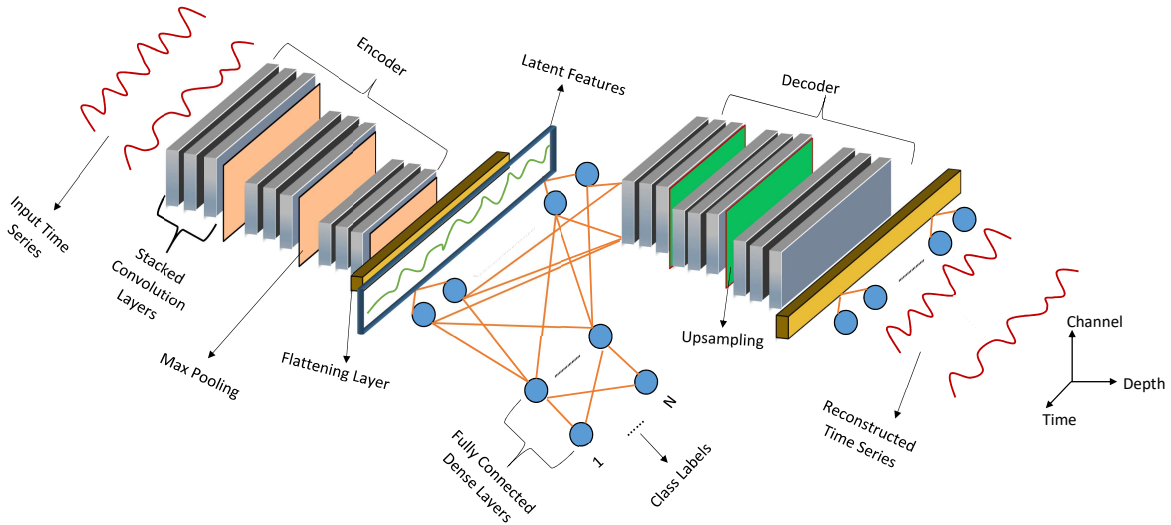 Encoder
Latent Features
Decoder
Input Time
Series
Stacked
Convolution
Layers
Max Pooling
Flattening Layer
Upsampling
Channel
Depth
Time
Reconstructed
Time Series
Fully Connected
Dense Layers
1
......
N
Class Labels